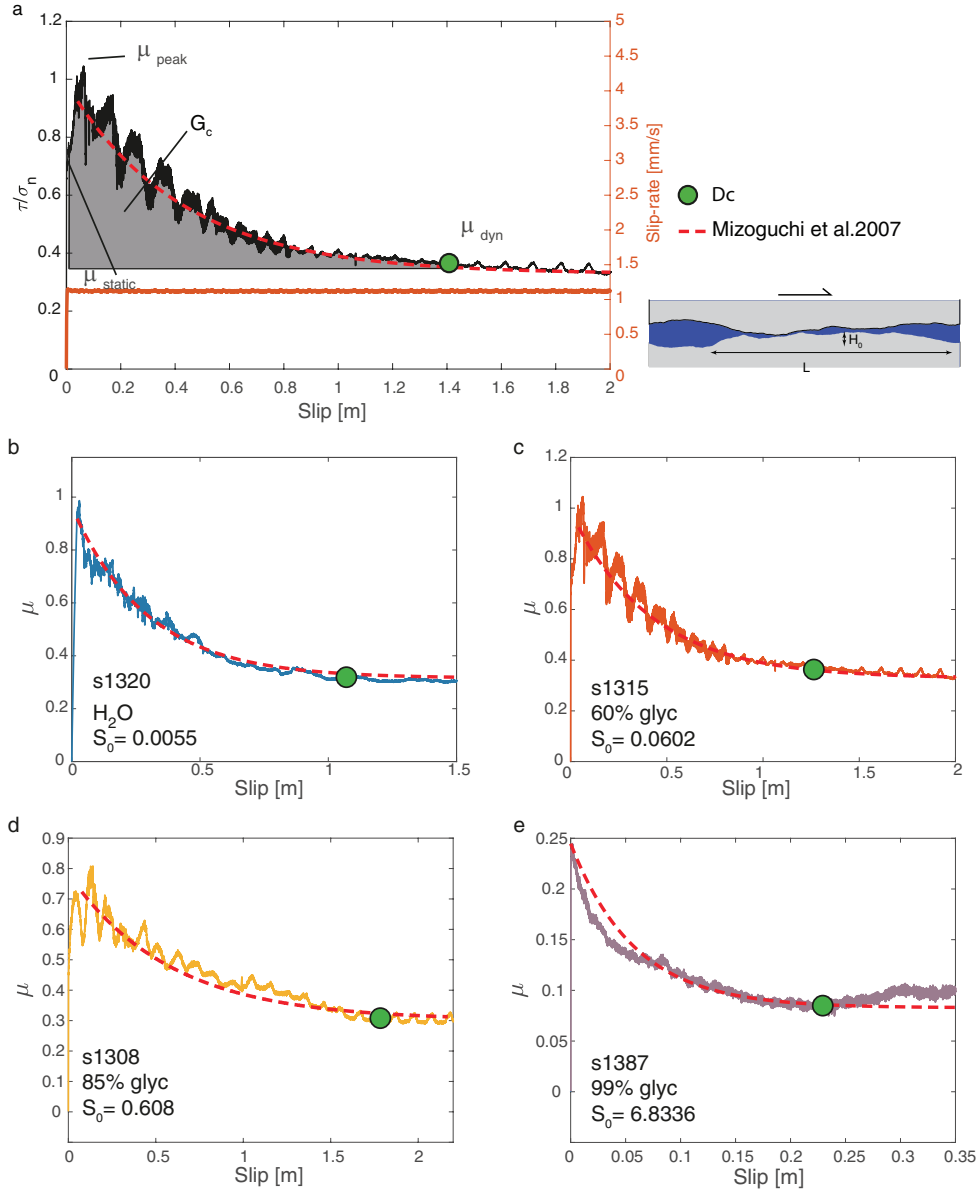 a
1.2
1
0.8
0.6
0.4
0.2
0
τ/σn
μ peak
Gc
μ static
μ dyn
5
4.5
4
3.5
3
2.5
2
1.5
1
0.5
0
Slip-rate [mm/s]
0 0.2 0.4 0.6 0.8 1 1.2 1.4 1.6 1.8 2
Slip [m]
Dc
Mizoguchi et al.2007
H0
L
b
1
0.8
0.6
0.4
0.2
0
μ
s1320
H2O
S0= 0.0055
0 0.5 1 1.5
Slip [m]
c
1.2
1
0.8
0.6
0.4
0.2
0
μ
s1315
60% glyc
S0= 0.0602
0 0.5 1 1.5 2
Slip [m]
d
0.9
0.8
0.7
0.6
0.5
0.4
0.3
0.2
0.1
0
μ
s1308
85% glyc
S0= 0.608
0 0.5 1 1.5 2
Slip [m]
e
0.25
0.2
0.15
0.1
0.05
0
μ
s1387
99% glyc
S0= 6.8336
0 0.05 0.1 0.15 0.2 0.25 0.3 0.35
Slip [m]